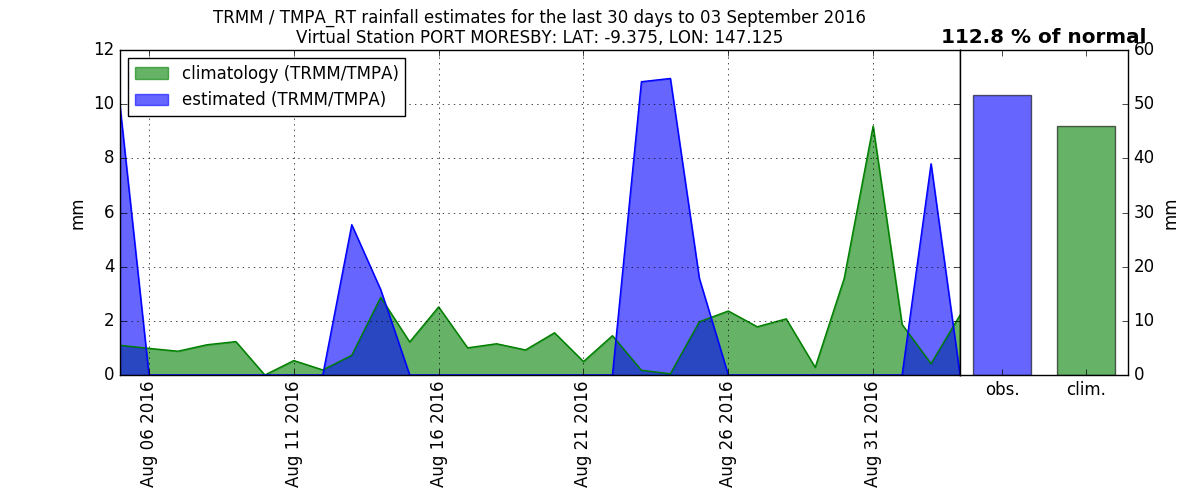 TRMM / TMPA_RT rainfall estimates for the last 30 days to 03 September 2016
Virtual Station PORT MORESBY: LAT: -9.375, LON: 147.125
112.8 % of normal
climatology (TRMM/TMPA)
estimated (TRMM/TMPA)
mm
12
10
8
6
4
2
0
Aug 06 2016
Aug 11 2016
Aug 16 2016
Aug 21 2016
Aug 26 2016
Aug 31 2016
60
50
40
30
20
10
0
mm
obs.
clim.